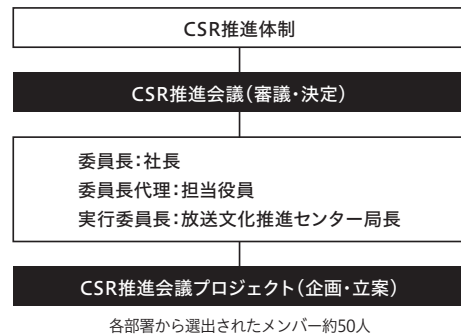 CSR推進体制
CSR推進会議(審議・決定)
委員長:社長
委員長代理:担当役員
実行委員長:放送文化推進センター局長
CSR推進会議プロジェクト(企画・立案)
各部署から選出されたメンバー約50人